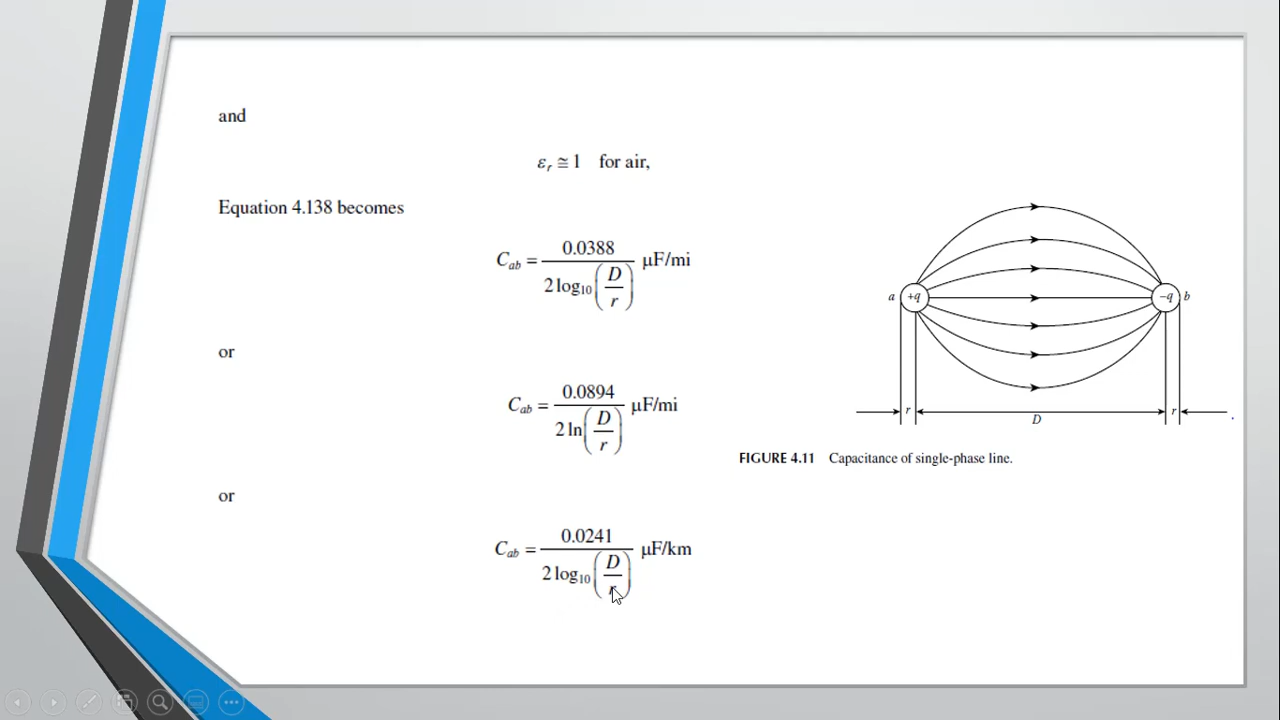 and
ε_r ≅ 1 for air,
Equation 4.138 becomes
C_ab = 0.0388 / 2 log₁₀(D/r) μF/mi
or
C_ab = 0.0894 / 2 ln(D/r) μF/mi
or
C_ab = 0.0241 / 2 log₁₀(D/r) μF/km
a +q −q b
r D r
FIGURE 4.11 Capacitance of single-phase line.